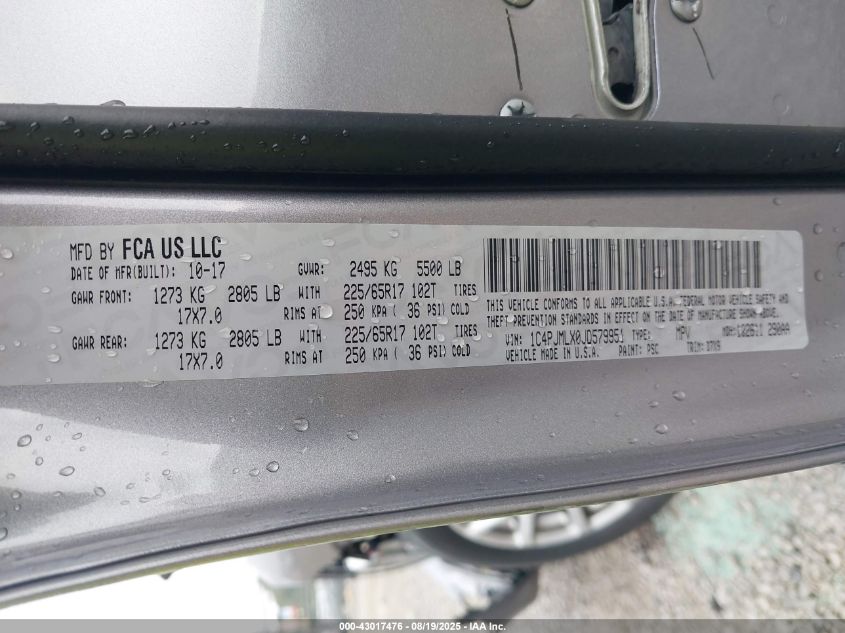 MFD BY FCA US LLC
DATE OF MFR(BUILT): 10-17 GVWR: 2495 KG 5500 LB
GAWR FRONT: 1273 KG 2805 LB WITH 225/65R17 102T TIRES
17X7.0 RIMS AT 250 KPA ( 36 PSI) COLD
GAWR REAR: 1273 KG 2805 LB WITH 225/65R17 102T TIRES
17X7.0 RIMS AT 250 KPA ( 36 PSI) COLD
THIS VEHICLE CONFORMS TO ALL APPLICABLE U.S.A. FEDERAL MOTOR VEHICLE SAFETY AND
THEFT PREVENTION STANDARDS IN EFFECT ON THE DATE OF MANUFACTURE SHOWN ABOVE.
VIN: 1C4PJMLX0JD579951 TYPE: MPV MDH: 290AA
VEHICLE MADE IN U.S.A. PAINT: PSC TRIM:
000-43017476 - 08/19/2025 - Copyright © IAA Inc.